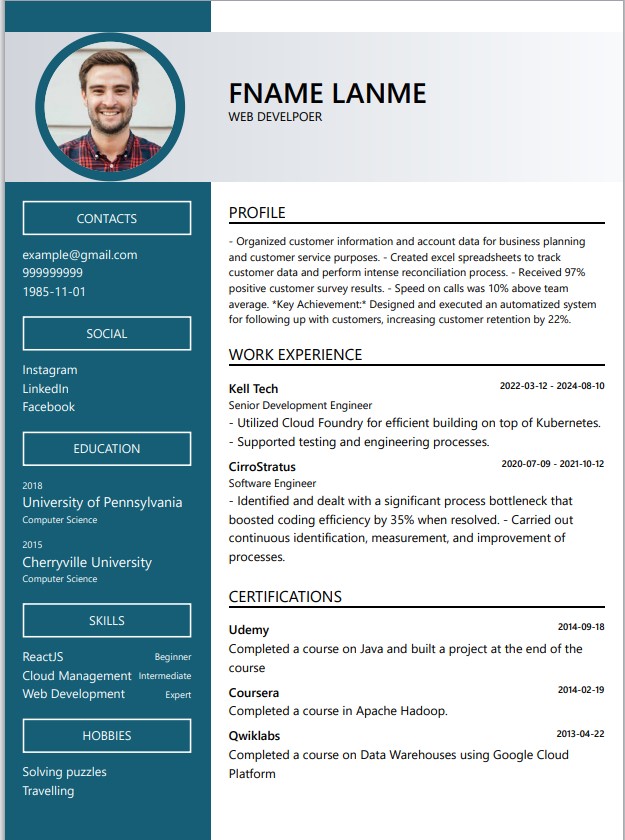 FNAME LANME
WEB DEVELPOER
CONTACTS
example@gmail.com
999999999
1985-11-01
SOCIAL
Instagram
LinkedIn
Facebook
EDUCATION
2018
University of Pennsylvania
Computer Science
2015
Cherryville University
Computer Science
SKILLS
ReactJS Beginner
Cloud Management Intermediate
Web Development Expert
HOBBIES
Solving puzzles
Travelling
PROFILE
- Organized customer information and account data for business planning
and customer service purposes. - Created excel spreadsheets to track
customer data and perform intense reconciliation process. - Received 97%
positive customer survey results. - Speed on calls was 10% above team
average. *Key Achievement:* Designed and executed an automatized system
for following up with customers, increasing customer retention by 22%.
WORK EXPERIENCE
Kell Tech 2022-03-12 - 2024-08-10
Senior Development Engineer
- Utilized Cloud Foundry for efficient building on top of Kubernetes.
- Supported testing and engineering processes.
CirroStratus 2020-07-09 - 2021-10-12
Software Engineer
- Identified and dealt with a significant process bottleneck that
boosted coding efficiency by 35% when resolved. - Carried out
continuous identification, measurement, and improvement of
processes.
CERTIFICATIONS
Udemy 2014-09-18
Completed a course on Java and built a project at the end of the
course
Coursera 2014-02-19
Completed a course in Apache Hadoop.
Qwiklabs 2013-04-22
Completed a course on Data Warehouses using Google Cloud
Platform